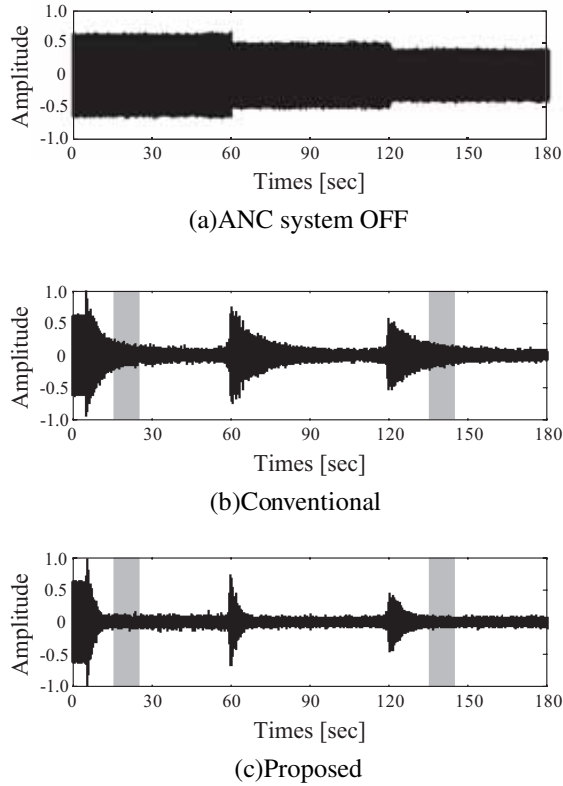 1.0
0.5
0
-0.5
-1.0
Amplitude
0 30 60 90 120 150 180
Times [sec]
(a)ANC system OFF
1.0
0.5
0
-0.5
-1.0
Amplitude
0 30 60 90 120 150 180
Times [sec]
(b)Conventional
1.0
0.5
0
-0.5
-1.0
Amplitude
0 30 60 90 120 150 180
Times [sec]
(c)Proposed